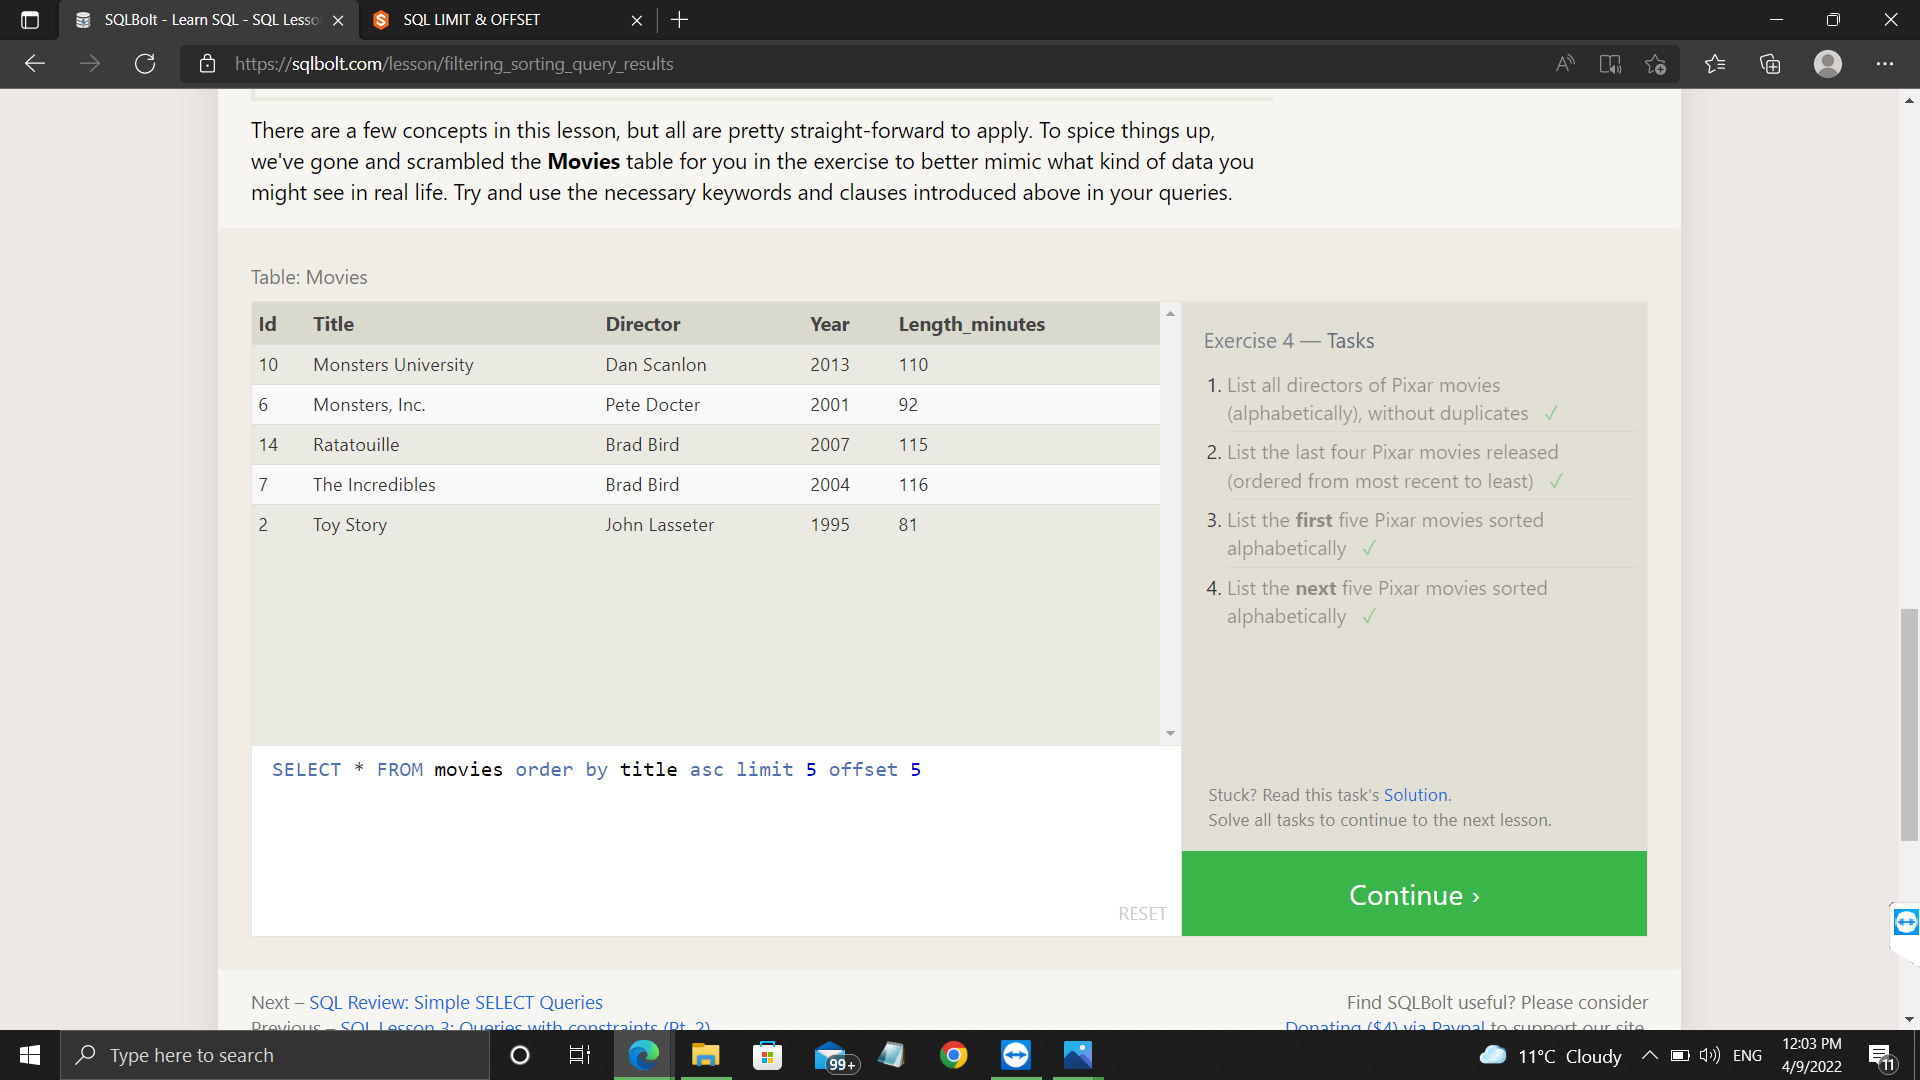 SQLBolt - Learn SQL - SQL Lesso
SQL LIMIT & OFFSET
https://sqlbolt.com/lesson/filtering_sorting_query_results
There are a few concepts in this lesson, but all are pretty straight-forward to apply. To spice things up,
we've gone and scrambled the Movies table for you in the exercise to better mimic what kind of data you
might see in real life. Try and use the necessary keywords and clauses introduced above in your queries.
Table: Movies
Id Title Director Year Length_minutes
10 Monsters University Dan Scanlon 2013 110
6 Monsters, Inc. Pete Docter 2001 92
14 Ratatouille Brad Bird 2007 115
7 The Incredibles Brad Bird 2004 116
2 Toy Story John Lasseter 1995 81
SELECT * FROM movies order by title asc limit 5 offset 5
RESET
Exercise 4 — Tasks
1. List all directors of Pixar movies
(alphabetically), without duplicates ✓
2. List the last four Pixar movies released
(ordered from most recent to least) ✓
3. List the first five Pixar movies sorted
alphabetically ✓
4. List the next five Pixar movies sorted
alphabetically ✓
Stuck? Read this task's Solution.
Solve all tasks to continue to the next lesson.
Continue ›
Next – SQL Review: Simple SELECT Queries
Previous – SQL Lesson 3: Queries with constraints (Pt. 2)
Find SQLBolt useful? Please consider
Donating ($4) via Paypal to support our site.
Type here to search
99+
11°C Cloudy
ENG
12:03 PM
4/9/2022
11